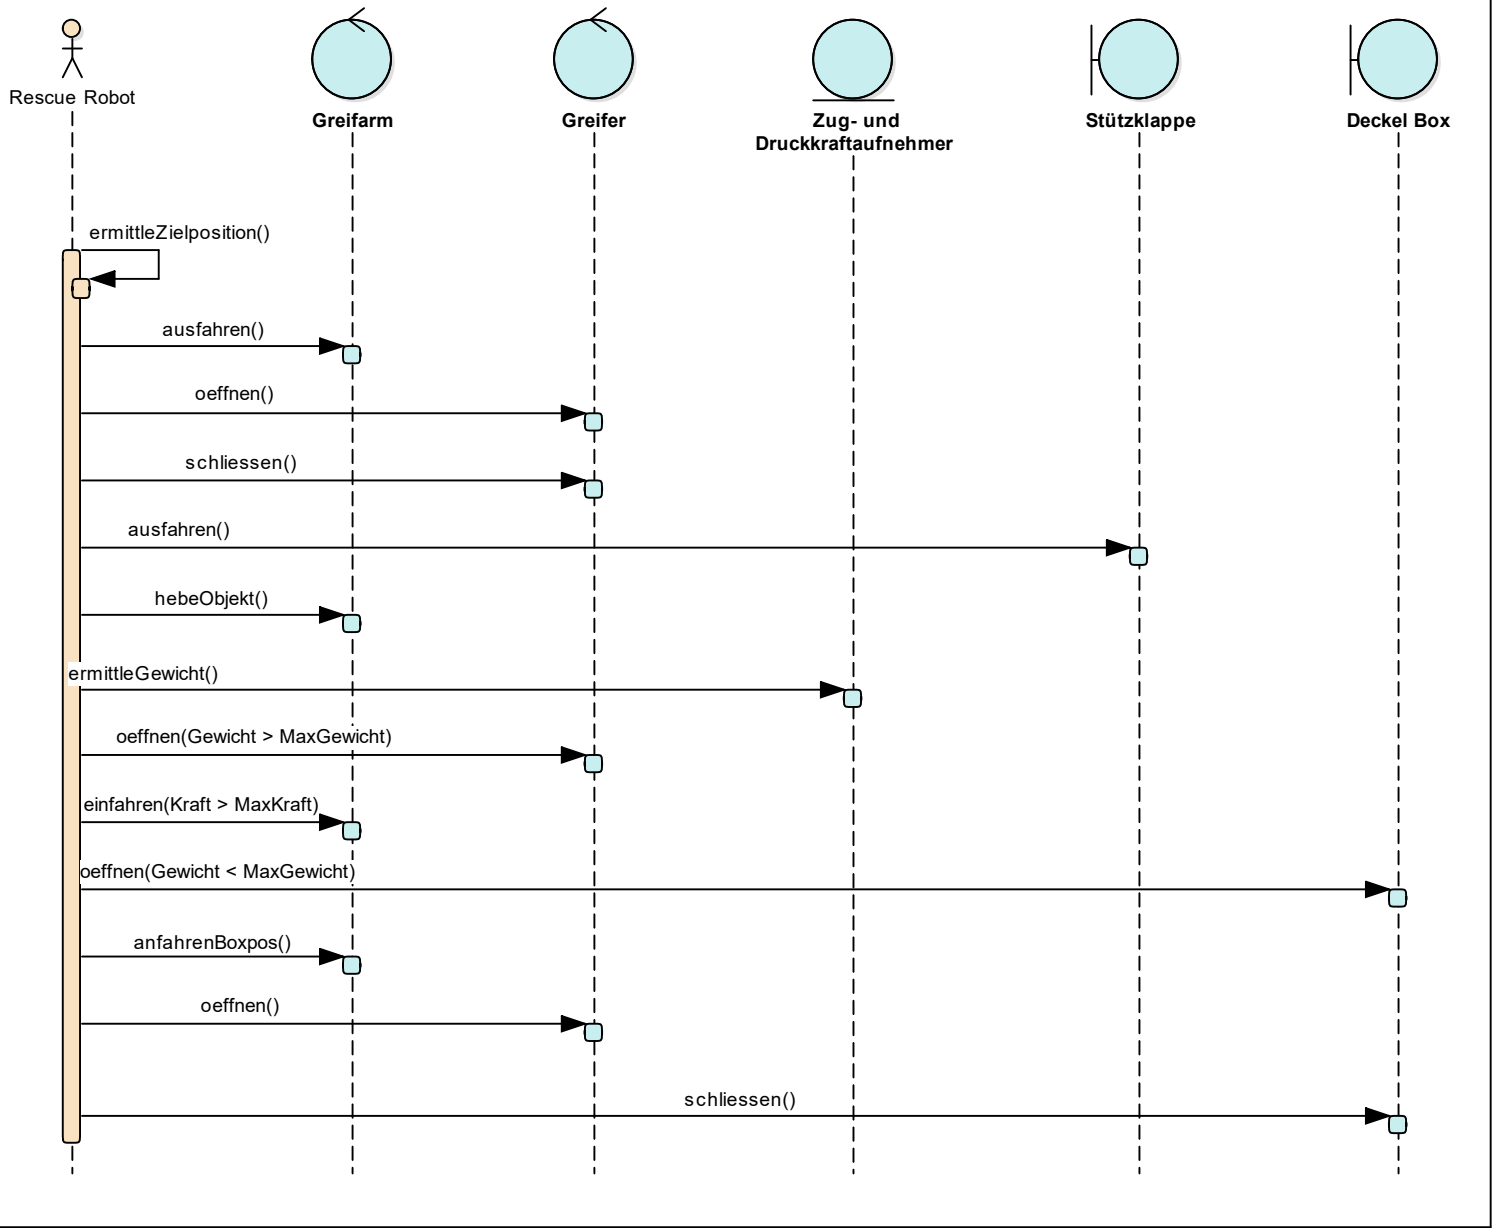 Rescue Robot
Greifarm
Greifer
Zug- und
Druckkraftaufnehmer
Stützklappe
Deckel Box
ermittleZielposition()
ausfahren()
oeffnen()
schliessen()
ausfahren()
hebeObjekt()
ermittleGewicht()
oeffnen(Gewicht > MaxGewicht)
einfahren(Kraft > MaxKraft)
oeffnen(Gewicht < MaxGewicht)
anfahrenBoxpos()
oeffnen()
schliessen()